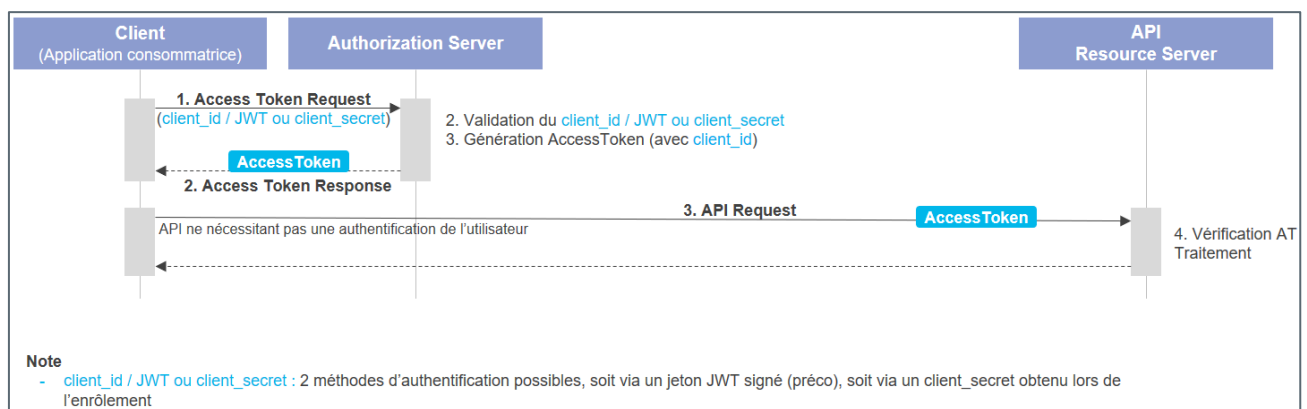 Client
(Application consommatrice)
Authorization Server
API
Resource Server
1. Access Token Request
(client_id / JWT ou client_secret)
2. Validation du client_id / JWT ou client_secret
3. Génération AccessToken (avec client_id)
AccessToken
2. Access Token Response
3. API Request
AccessToken
API ne nécessitant pas une authentification de l'utilisateur
4. Vérification AT
Traitement
Note
- client_id / JWT ou client_secret : 2 méthodes d'authentification possibles, soit via un jeton JWT signé (préco), soit via un client_secret obtenu lors de
l'enrôlement